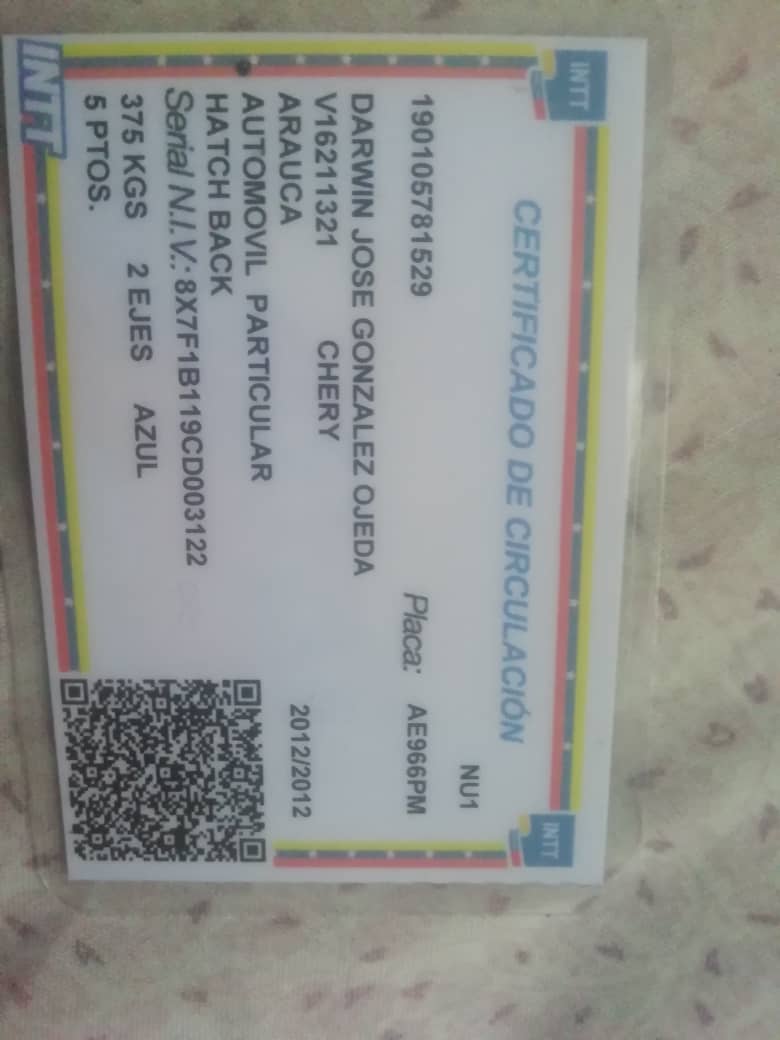 INTT
INTT
CERTIFICADO DE CIRCULACIÓN
NU1
190105781529 Placa: AE966PM
DARWIN JOSE GONZALEZ OJEDA
V16211321 CHERY
ARAUCA 2012/2012
AUTOMOVIL PARTICULAR
HATCH BACK
Serial N.I.V.: 8X7F1B119CD003122
375 KGS 2 EJES AZUL
5 PTOS.
INTT